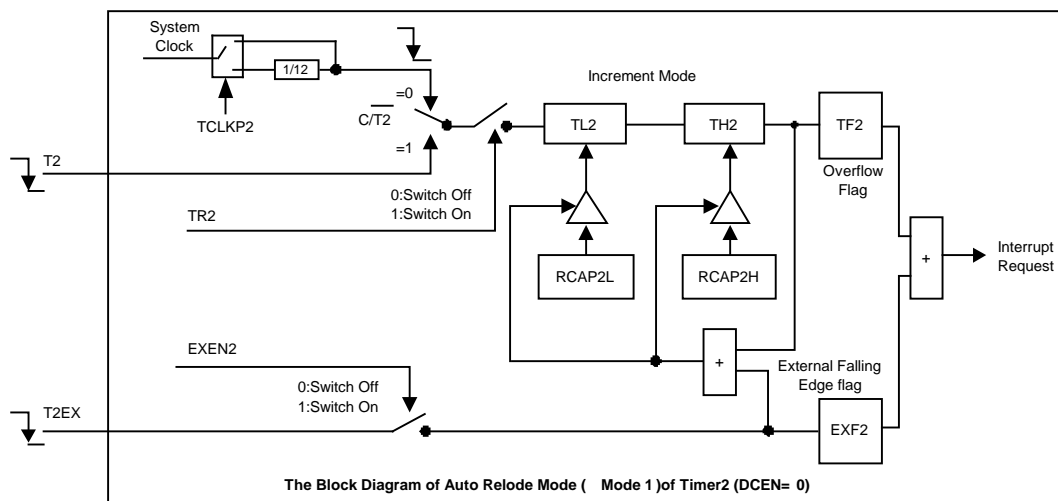 System
Clock
1/12
TCLKP2
=0
C/T2
=1
Increment Mode
TL2
TH2
TF2
Overflow
Flag
T2
0:Switch Off
1:Switch On
TR2
RCAP2L
RCAP2H
+
Interrupt
Request
EXEN2
0:Switch Off
1:Switch On
+
External Falling
Edge flag
T2EX
EXF2
The Block Diagram of Auto Relode Mode ( Mode 1 )of Timer2 (DCEN= 0)